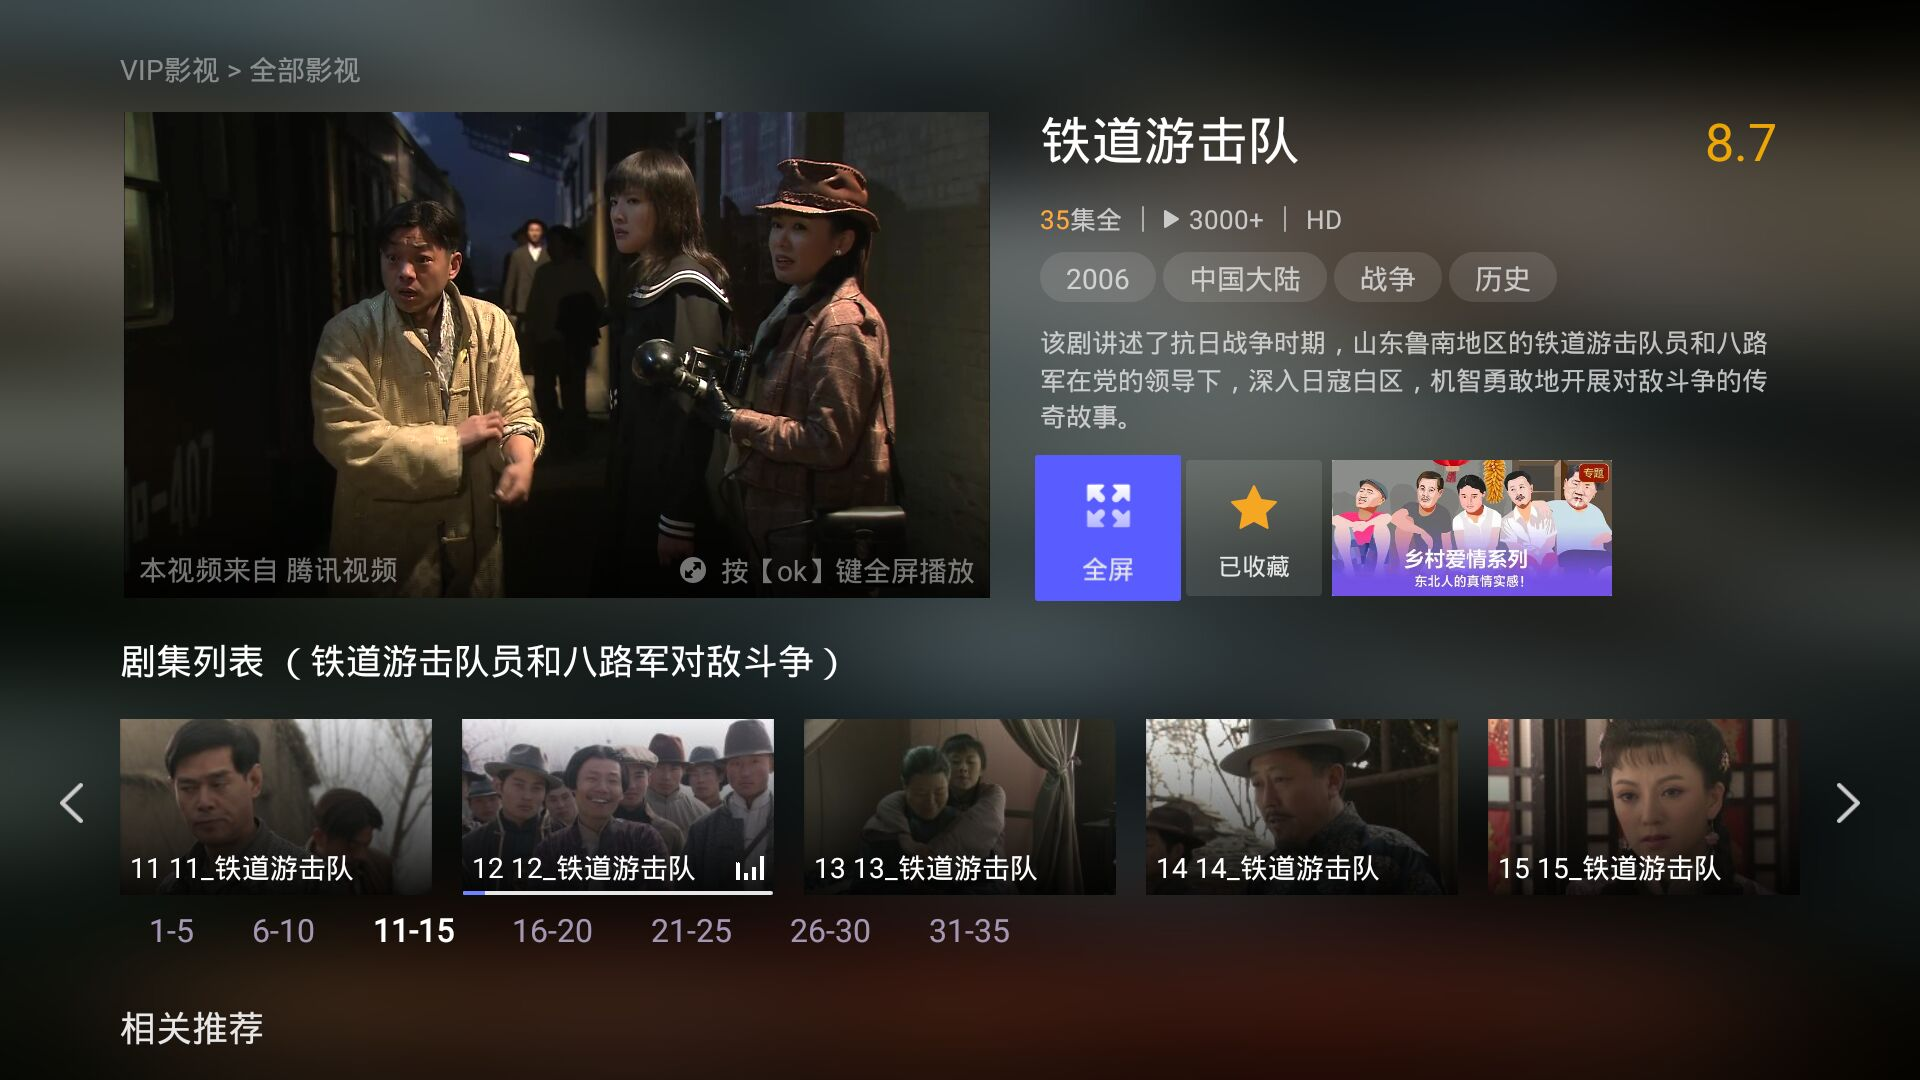 VIP影视 > 全部影视
铁道游击队
8.7
35集全 | ▶ 3000+ | HD
2006 中国大陆 战争 历史
该剧讲述了抗日战争时期，山东鲁南地区的铁道游击队员和八路
军在党的领导下，深入日寇白区，机智勇敢地开展对敌斗争的传
奇故事。
本视频来自 腾讯视频
按【ok】键全屏播放
全屏
已收藏
专题
乡村爱情系列
东北人的真情实感！
剧集列表 （铁道游击队员和八路军对敌斗争）
11 11_铁道游击队
12 12_铁道游击队
13 13_铁道游击队
14 14_铁道游击队
15 15_铁道游击队
1-5 6-10 11-15 16-20 21-25 26-30 31-35
相关推荐